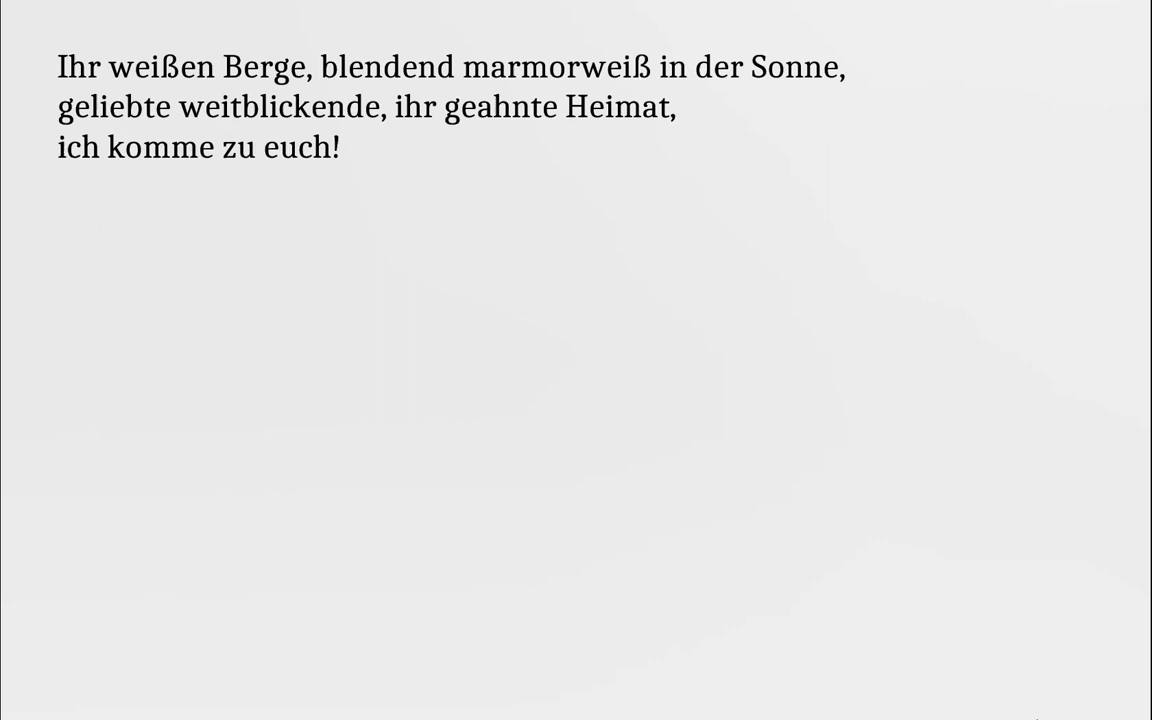 Ihr weißen Berge, blendend marmorweiß in der Sonne,
geliebte weitblickende, ihr geahnte Heimat,
ich komme zu euch!